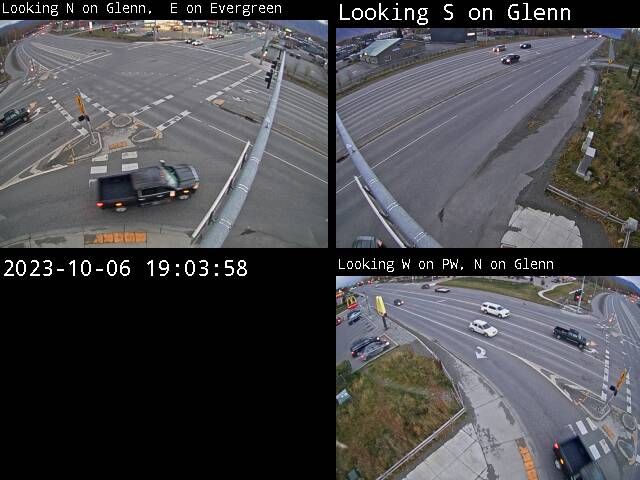 Looking N on Glenn, E on Evergreen
Looking S on Glenn
2023-10-06 19:03:58
Looking W on PW, N on Glenn